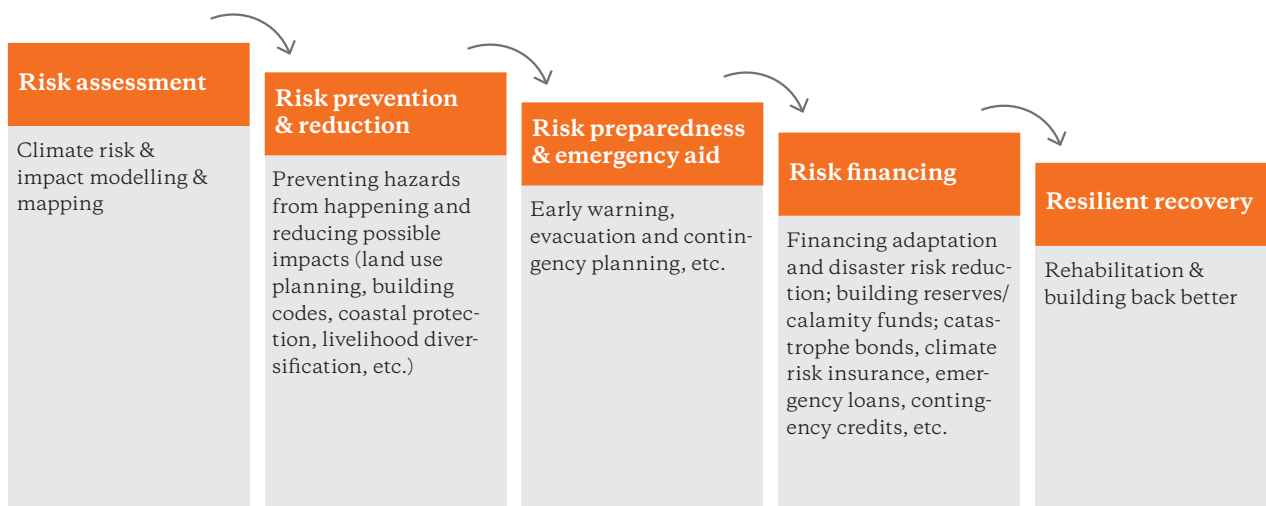 Risk assessment
Climate risk &
impact modelling &
mapping
Risk prevention
& reduction
Preventing hazards
from happening and
reducing possible
impacts (land use
planning, building
codes, coastal protec-
tion, livelihood diver-
sification, etc.)
Risk preparedness
& emergency aid
Early warning,
evacuation and contin-
gency planning, etc.
Risk financing
Financing adaptation
and disaster risk reduc-
tion; building reserves/
calamity funds; catas-
trophe bonds, climate
risk insurance, emer-
gency loans, conting-
ency credits, etc.
Resilient recovery
Rehabilitation &
building back better